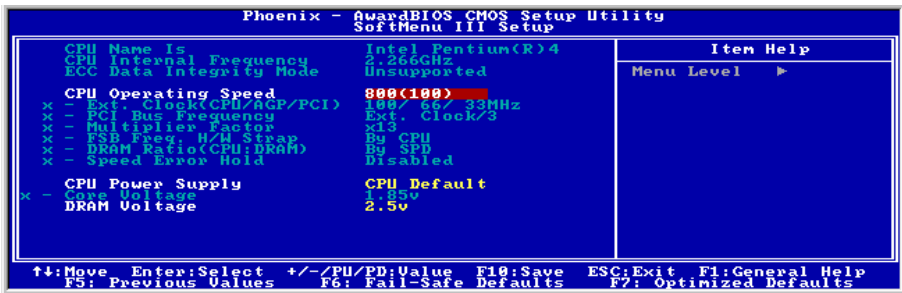 Phoenix - AwardBIOS CMOS Setup Utility
SoftMenu III Setup
CPU Name Is Intel Pentium(R)4
CPU Internal Frequency 2.266GHz
ECC Data Integrity Mode Unsupported
CPU Operating Speed 800(100)
x - Ext. Clock(CPU/AGP/PCI) 100/ 66/ 33MHz
x - PCI Bus Frequency Ext. Clock/3
x - Multiplier Factor x13
x - FSB Freq. H/W Strap By CPU
x - DRAM Ratio(CPU:DRAM) By SPD
x - Speed Error Hold Disabled
CPU Power Supply CPU Default
x - Core Voltage 1.85v
DRAM Voltage 2.5v
Item Help
Menu Level ►
↑↓:Move Enter:Select +/-/PU/PD:Value F10:Save ESC:Exit F1:General Help
F5: Previous Values F6: Fail-Safe Defaults F7: Optimized Defaults